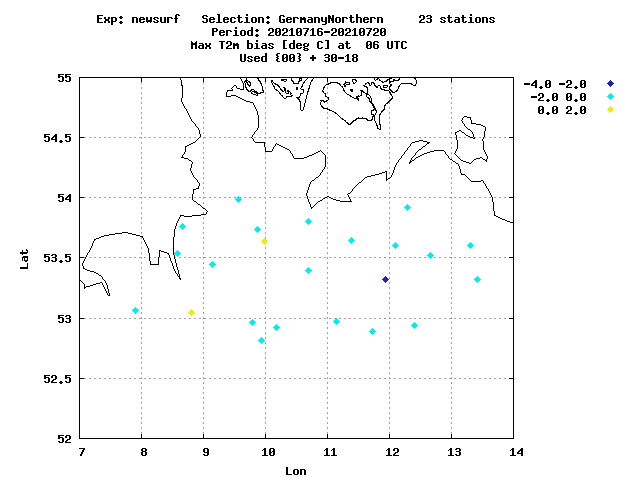 Exp: newsurf   Selection: GermanyNorthern     23 stations
Period: 20210716-20210720
Max T2m bias [deg C] at  06 UTC
Used {00} + 30-18
-4.0 -2.0
-2.0 0.0
0.0 2.0
55
54.5
54
53.5
53
52.5
52
Lat
7 8 9 10 11 12 13 14
Lon